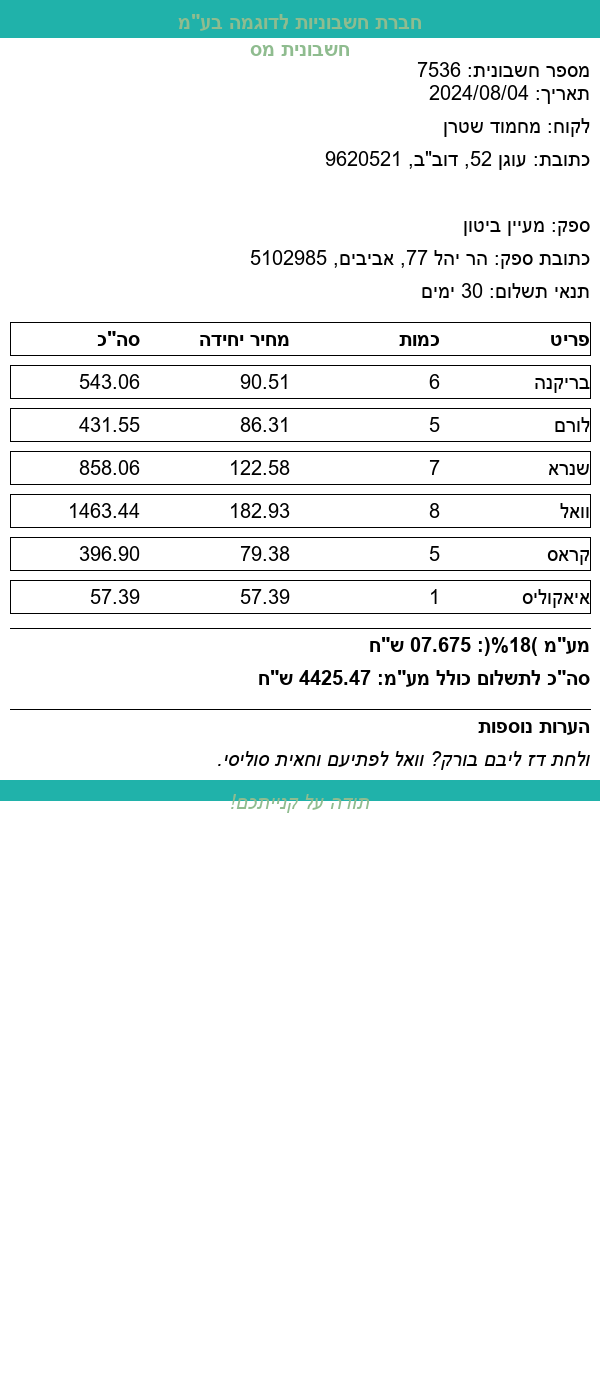 חברת חשבוניות לדוגמה בע"מ
חשבונית מס
מספר חשבונית: 7536
תאריך: 2024/08/04
לקוח: מחמוד שטרן
כתובת: עוגן 52, דוב"ב, 9620521
ספק: מעיין ביטון
כתובת ספק: הר יהל 77, אביבים, 5102985
תנאי תשלום: 30 ימים
פריט כמות מחיר יחידה סה"כ
בריקנה 6 90.51 543.06
לורם 5 86.31 431.55
שנרא 7 122.58 858.06
וואל 8 182.93 1463.44
קראס 5 79.38 396.90
איאקוליס 1 57.39 57.39
מע"מ )18%(: 07.675 ש"ח
סה"כ לתשלום כולל מע"מ: 4425.47 ש"ח
הערות נוספות
ולחת דז ליבם בורק? וואל לפתיעם וחאית סוליסי.
תודה על קנייתכם!